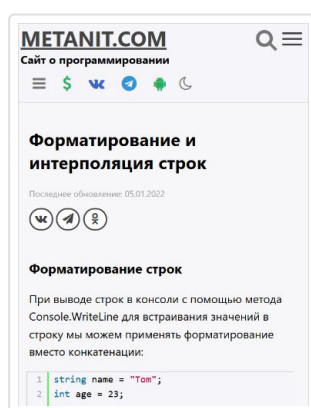 METANIT.COM
Сайт о программировании
Форматирование и
интерполяция строк
Последнее обновление: 05.01.2022
Форматирование строк
При выводе строк в консоли с помощью метода
Console.WriteLine для встраивания значений в
строку мы можем применять форматирование
вместо конкатенации:
1 string name = "Tom";
2 int age = 23;